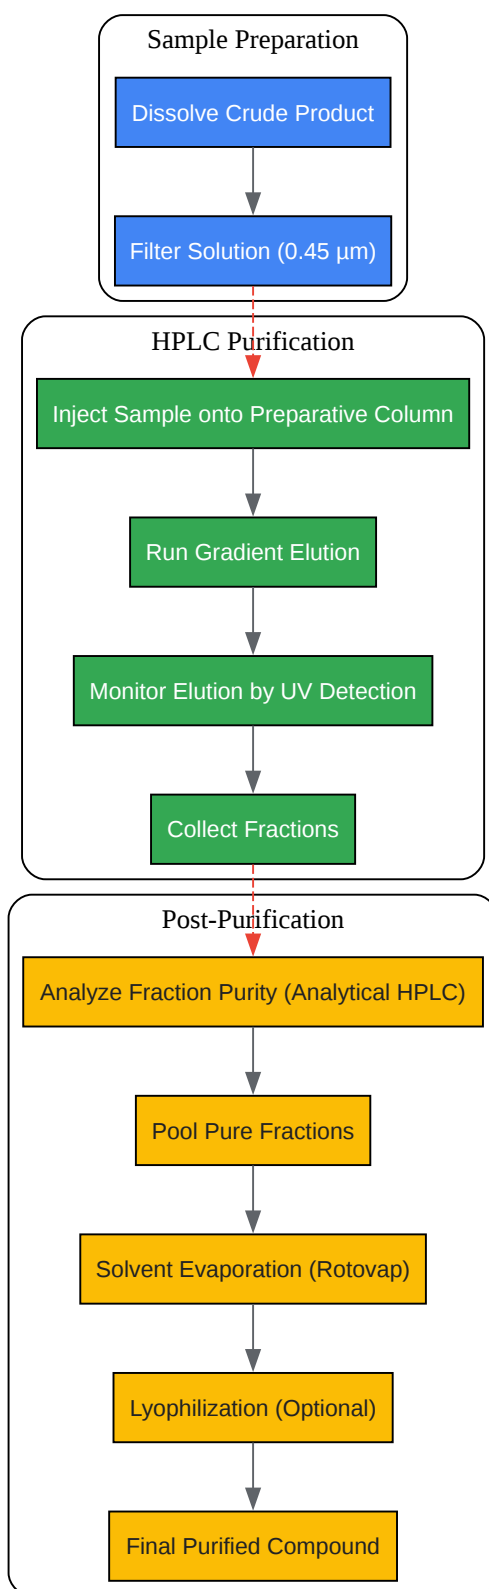 Sample Preparation
Dissolve Crude Product
Filter Solution (0.45 µm)
HPLC Purification
Inject Sample onto Preparative Column
Run Gradient Elution
Monitor Elution by UV Detection
Collect Fractions
Post-Purification
Analyze Fraction Purity (Analytical HPLC)
Pool Pure Fractions
Solvent Evaporation (Rotovap)
Lyophilization (Optional)
Final Purified Compound